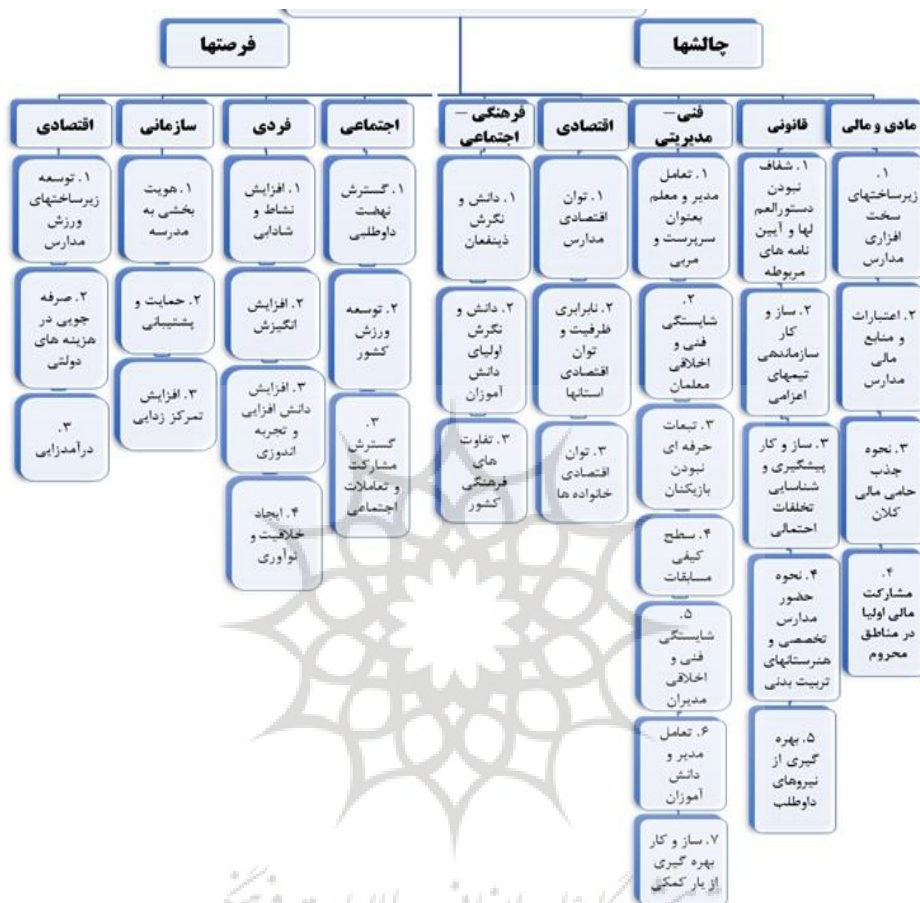 چالشها
فرصتها
مادی و مالی
۱.
زیرساختهای
سخت
افزاری
مدارس
۲. اعتبارات
و منابع
مالی
مدارس
۳. نحوه
جذب
حامی مالی
کلان
۴.
مشارکت
مالی اولیا
در مناطق
محروم
قانونی
۱. شفاف
نبودن
دستورالعم
لها و آیین
نامه های
مربوطه
۲. ساز و
کار
سازماندهی
تیمهای
اعزامی
۳. ساز و کار
پیشگیری و
شناسایی
تخلفات
احتمالی
۴. نحوه
حضور
مدارس
تخصصی و
هنرستانهای
تربیت بدنی
۵. بهره
گیری از
نیروهای
داوطلب
فنی –
مدیریتی
۱. تعامل
مدیر و معلم
بعنوان
سرپرست و
مربی
۲.
شایستگی
فنی و
اخلاقی
معلمان
۳. تبعات
حرفه ای
نبودن
بازیکنان
۴. سطح
کیفی
مسابقات
۵.
شایستگی
فنی و
اخلاقی
مدیران
۶. تعامل
مدیر و
دانش
آموزان
۷. ساز و کار
بهره گیری
از یار کمکی
اقتصادی
۱. توان
اقتصادی
مدارس
۲. نابرابری
ظرفیت و
توان
اقتصادی
استانها
۳. توان
اقتصادی
خانواده ها
فرهنگی –
اجتماعی
۱. دانش و
نگرش
ذینفعان
۲. دانش و
نگرش
اولیای
دانش
آموزان
۳. تفاوت
های
فرهنگی
کشور
اجتماعی
۱. گسترش
نهضت
داوطلبی
۲. توسعه
ورزش
کشور
۳.
گسترش
مشارکت
و تعاملات
اجتماعی
فردی
۱. افزایش
نشاط و
شادابی
۲. افزایش
انگیزش
۳. افزایش
دانش افزایی
و تجربه
اندوزی
۴. ایجاد
خلاقیت و
نوآوری
سازمانی
۱. هویت
بخشی به
مدرسه
۲. حمایت و
پشتیبانی
۳. افزایش
تمرکز زدایی
اقتصادی
۱. توسعه
زیرساختهای
ورزش
مدارس
۲. صرفه
جویی در
هزینه های
دولتی
۳.
درآمدزایی